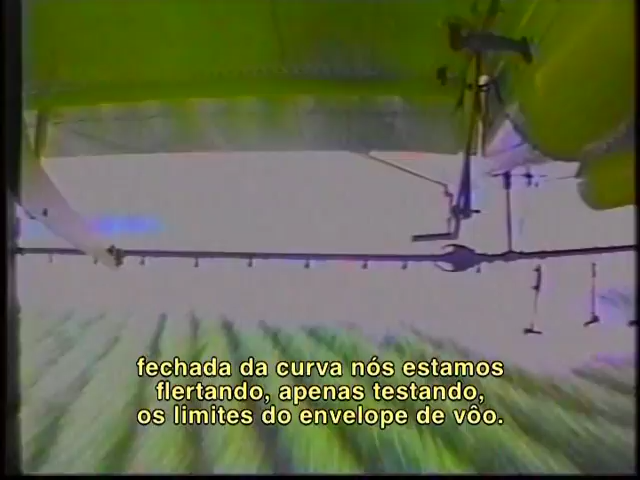 fechada da curva nós estamos
flertando, apenas testando,
os limites do envelope de vôo.